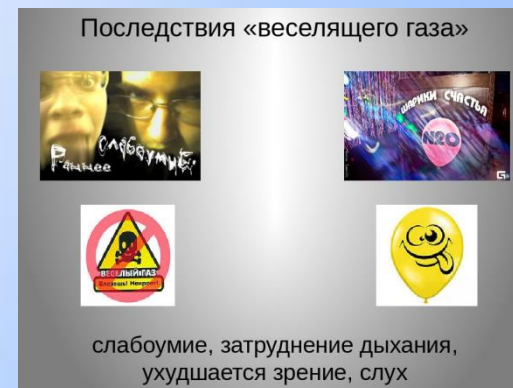 Последствия «веселящего газа»
Раннее слабоумие
ШАРИКИ СЧАСТЬЯ
N2O
ВЕСЕЛЫЙ ГАЗ
слабоумие, затруднение дыхания,
ухудшается зрение, слух